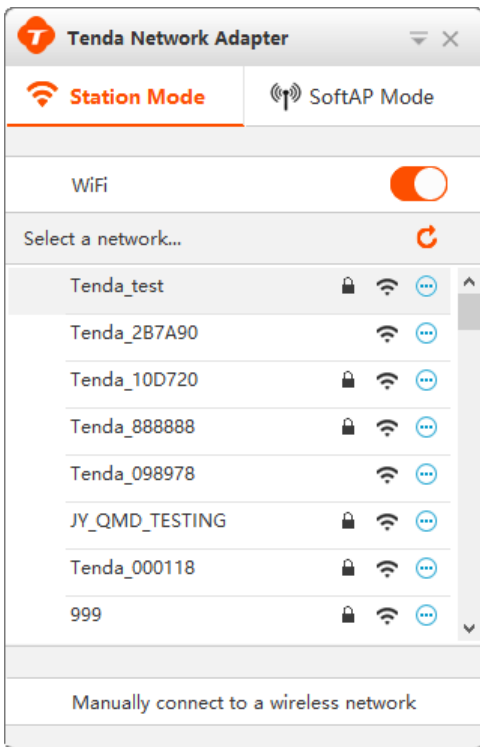 Tenda Network Adapter
Station Mode
SoftAP Mode
WiFi
Select a network...
Tenda_test
Tenda_2B7A90
Tenda_10D720
Tenda_888888
Tenda_098978
JY_QMD_TESTING
Tenda_000118
999
Manually connect to a wireless network